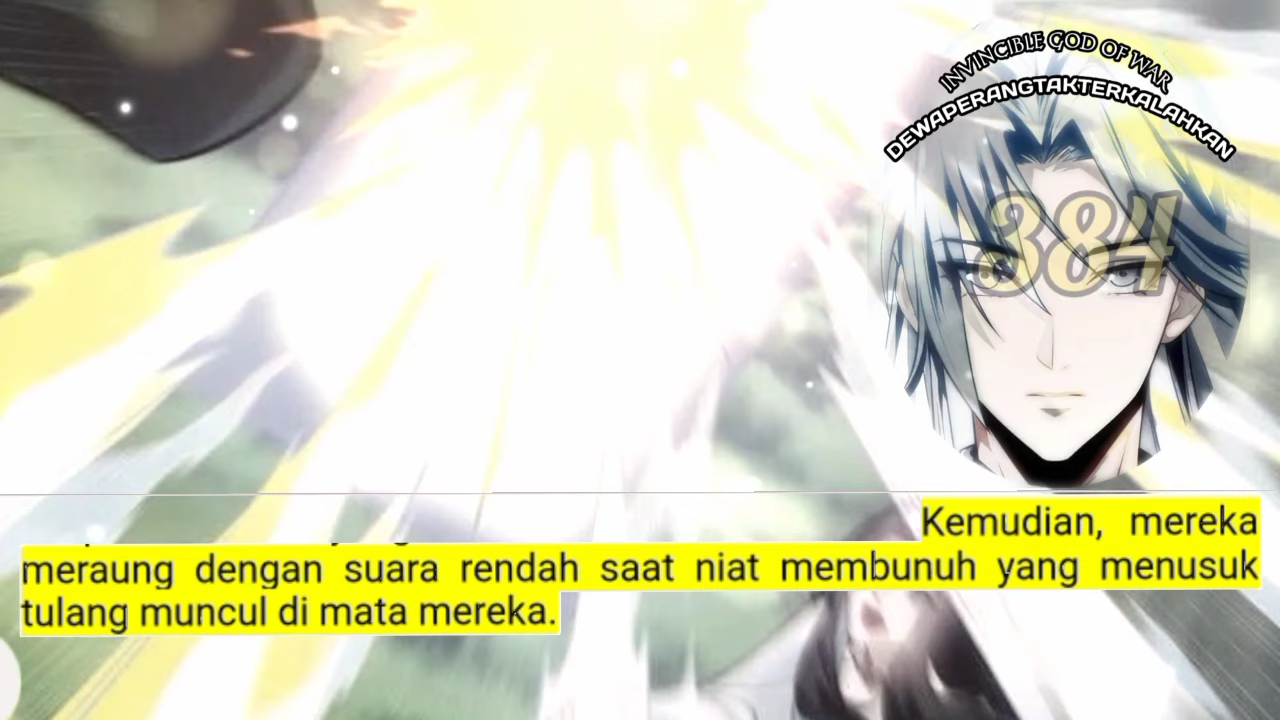 INVINCIBLE GOD OF WAR
DEWAPERANGTAKTERKALAHKAN
384
Kemudian, mereka
meraung dengan suara rendah saat niat membunuh yang menusuk
tulang muncul di mata mereka.